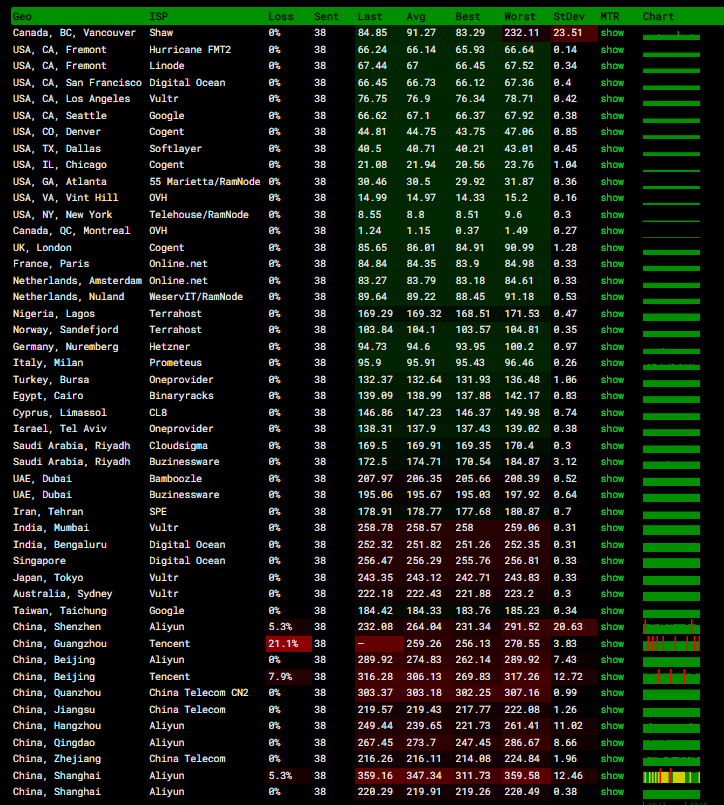 Geo ISP Loss Sent Last Avg Best Worst StDev MTR Chart
Canada, BC, Vancouver Shaw 0% 38 84.85 91.27 83.29 232.11 23.51 show
USA, CA, Fremont Hurricane FMT2 0% 38 66.24 66.14 65.93 66.64 0.14 show
USA, CA, Fremont Linode 0% 38 67.44 67 66.45 67.52 0.34 show
USA, CA, San Francisco Digital Ocean 0% 38 66.45 66.73 66.12 67.36 0.4 show
USA, CA, Los Angeles Vultr 0% 38 76.75 76.9 76.34 78.71 0.42 show
USA, CA, Seattle Google 0% 38 66.62 67.1 66.37 67.92 0.38 show
USA, CO, Denver Cogent 0% 38 44.81 44.75 43.75 47.06 0.85 show
USA, TX, Dallas Softlayer 0% 38 40.5 40.71 40.21 43.01 0.45 show
USA, IL, Chicago Cogent 0% 38 21.08 21.94 20.56 23.76 1.04 show
USA, GA, Atlanta 55 Marietta/RamNode 0% 38 30.46 30.5 29.92 31.87 0.36 show
USA, VA, Vint Hill OVH 0% 38 14.99 14.97 14.33 15.2 0.16 show
USA, NY, New York Telehouse/RamNode 0% 38 8.55 8.8 8.51 9.6 0.3 show
Canada, QC, Montreal OVH 0% 38 1.24 1.15 0.37 1.49 0.27 show
UK, London Cogent 0% 38 85.65 86.01 84.91 90.99 1.28 show
France, Paris Online.net 0% 38 84.84 84.35 83.9 84.98 0.33 show
Netherlands, Amsterdam Online.net 0% 38 83.27 83.79 83.18 84.61 0.33 show
Netherlands, Nuland WeservIT/RamNode 0% 38 89.64 89.22 88.45 91.18 0.53 show
Nigeria, Lagos Terrahost 0% 38 169.29 169.32 168.51 171.53 0.47 show
Norway, Sandefjord Terrahost 0% 38 103.84 104.1 103.57 104.81 0.35 show
Germany, Nuremberg Hetzner 0% 38 94.73 94.6 93.95 100.2 0.97 show
Italy, Milan Prometeus 0% 38 95.9 95.91 95.43 96.46 0.26 show
Turkey, Bursa Oneprovider 0% 38 132.37 132.64 131.93 136.48 1.06 show
Egypt, Cairo Binaryracks 0% 38 139.09 138.99 137.88 142.17 0.83 show
Cyprus, Limassol CL8 0% 38 146.86 147.23 146.37 149.98 0.74 show
Israel, Tel Aviv Oneprovider 0% 38 138.31 137.9 137.43 139.02 0.38 show
Saudi Arabia, Riyadh Cloudsigma 0% 38 169.5 169.91 169.35 170.4 0.3 show
Saudi Arabia, Riyadh Buzinessware 0% 38 172.5 174.71 170.54 184.87 3.12 show
UAE, Dubai Bamboozle 0% 38 207.97 206.35 205.66 208.39 0.52 show
UAE, Dubai Buzinessware 0% 38 195.06 195.67 195.03 197.92 0.64 show
Iran, Tehran SPE 0% 38 178.91 178.77 177.68 180.87 0.7 show
India, Mumbai Vultr 0% 38 258.78 258.57 258 259.06 0.31 show
India, Bengaluru Digital Ocean 0% 38 252.32 251.82 251.26 252.35 0.31 show
Singapore Digital Ocean 0% 38 256.47 256.29 255.76 256.81 0.33 show
Japan, Tokyo Vultr 0% 38 243.35 243.12 242.71 243.83 0.33 show
Australia, Sydney Vultr 0% 38 222.18 222.43 221.88 223.2 0.3 show
Taiwan, Taichung Google 0% 38 184.42 184.33 183.76 185.23 0.34 show
China, Shenzhen Aliyun 5.3% 38 232.08 264.04 231.34 291.52 20.63 show
China, Guangzhou Tencent 21.1% 38 – 259.26 256.13 270.55 3.83 show
China, Beijing Aliyun 0% 38 289.92 274.83 262.14 289.92 7.43 show
China, Beijing Tencent 7.9% 38 316.28 306.13 269.83 317.26 12.72 show
China, Quanzhou China Telecom CN2 0% 38 303.37 303.18 302.25 307.16 0.99 show
China, Jiangsu China Telecom 0% 38 219.57 219.43 217.77 222.08 1.26 show
China, Hangzhou Aliyun 0% 38 249.44 239.65 221.73 261.41 11.02 show
China, Qingdao Aliyun 0% 38 267.45 273.7 247.45 286.67 8.66 show
China, Zhejiang China Telecom 0% 38 216.26 216.11 214.08 224.84 1.96 show
China, Shanghai Aliyun 5.3% 38 359.16 347.34 311.73 359.58 12.46 show
China, Shanghai Aliyun 0% 38 220.29 219.91 219.26 220.49 0.38 show